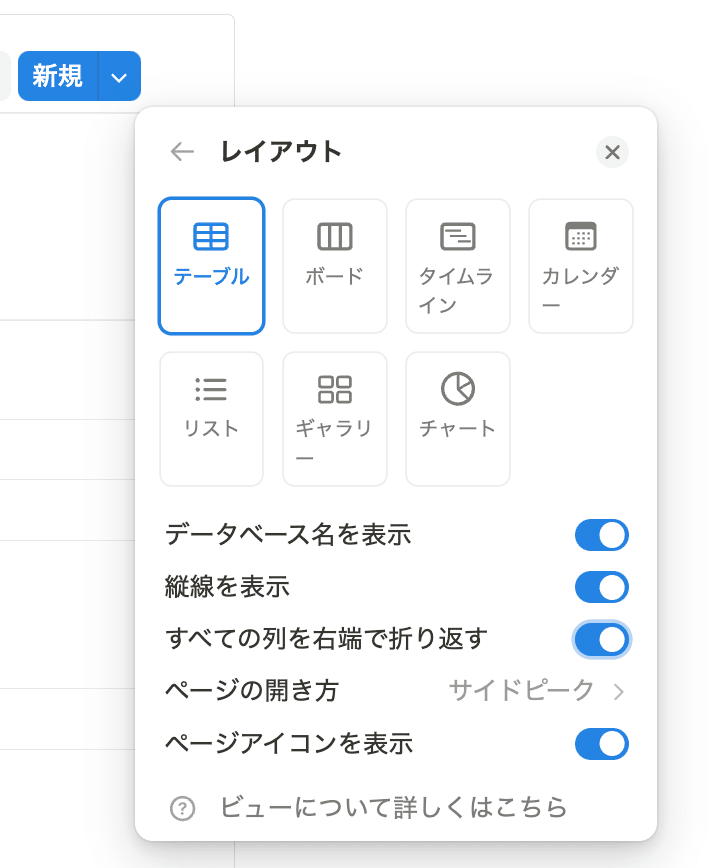 新規
レイアウト
テーブル
ボード
タイムラ
イン
カレンダ
ー
リスト
ギャラリ
ー
チャート
データベース名を表示
縦線を表示
すべての列を右端で折り返す
ページの開き方 サイドピーク
ページアイコンを表示
ビューについて詳しくはこちら